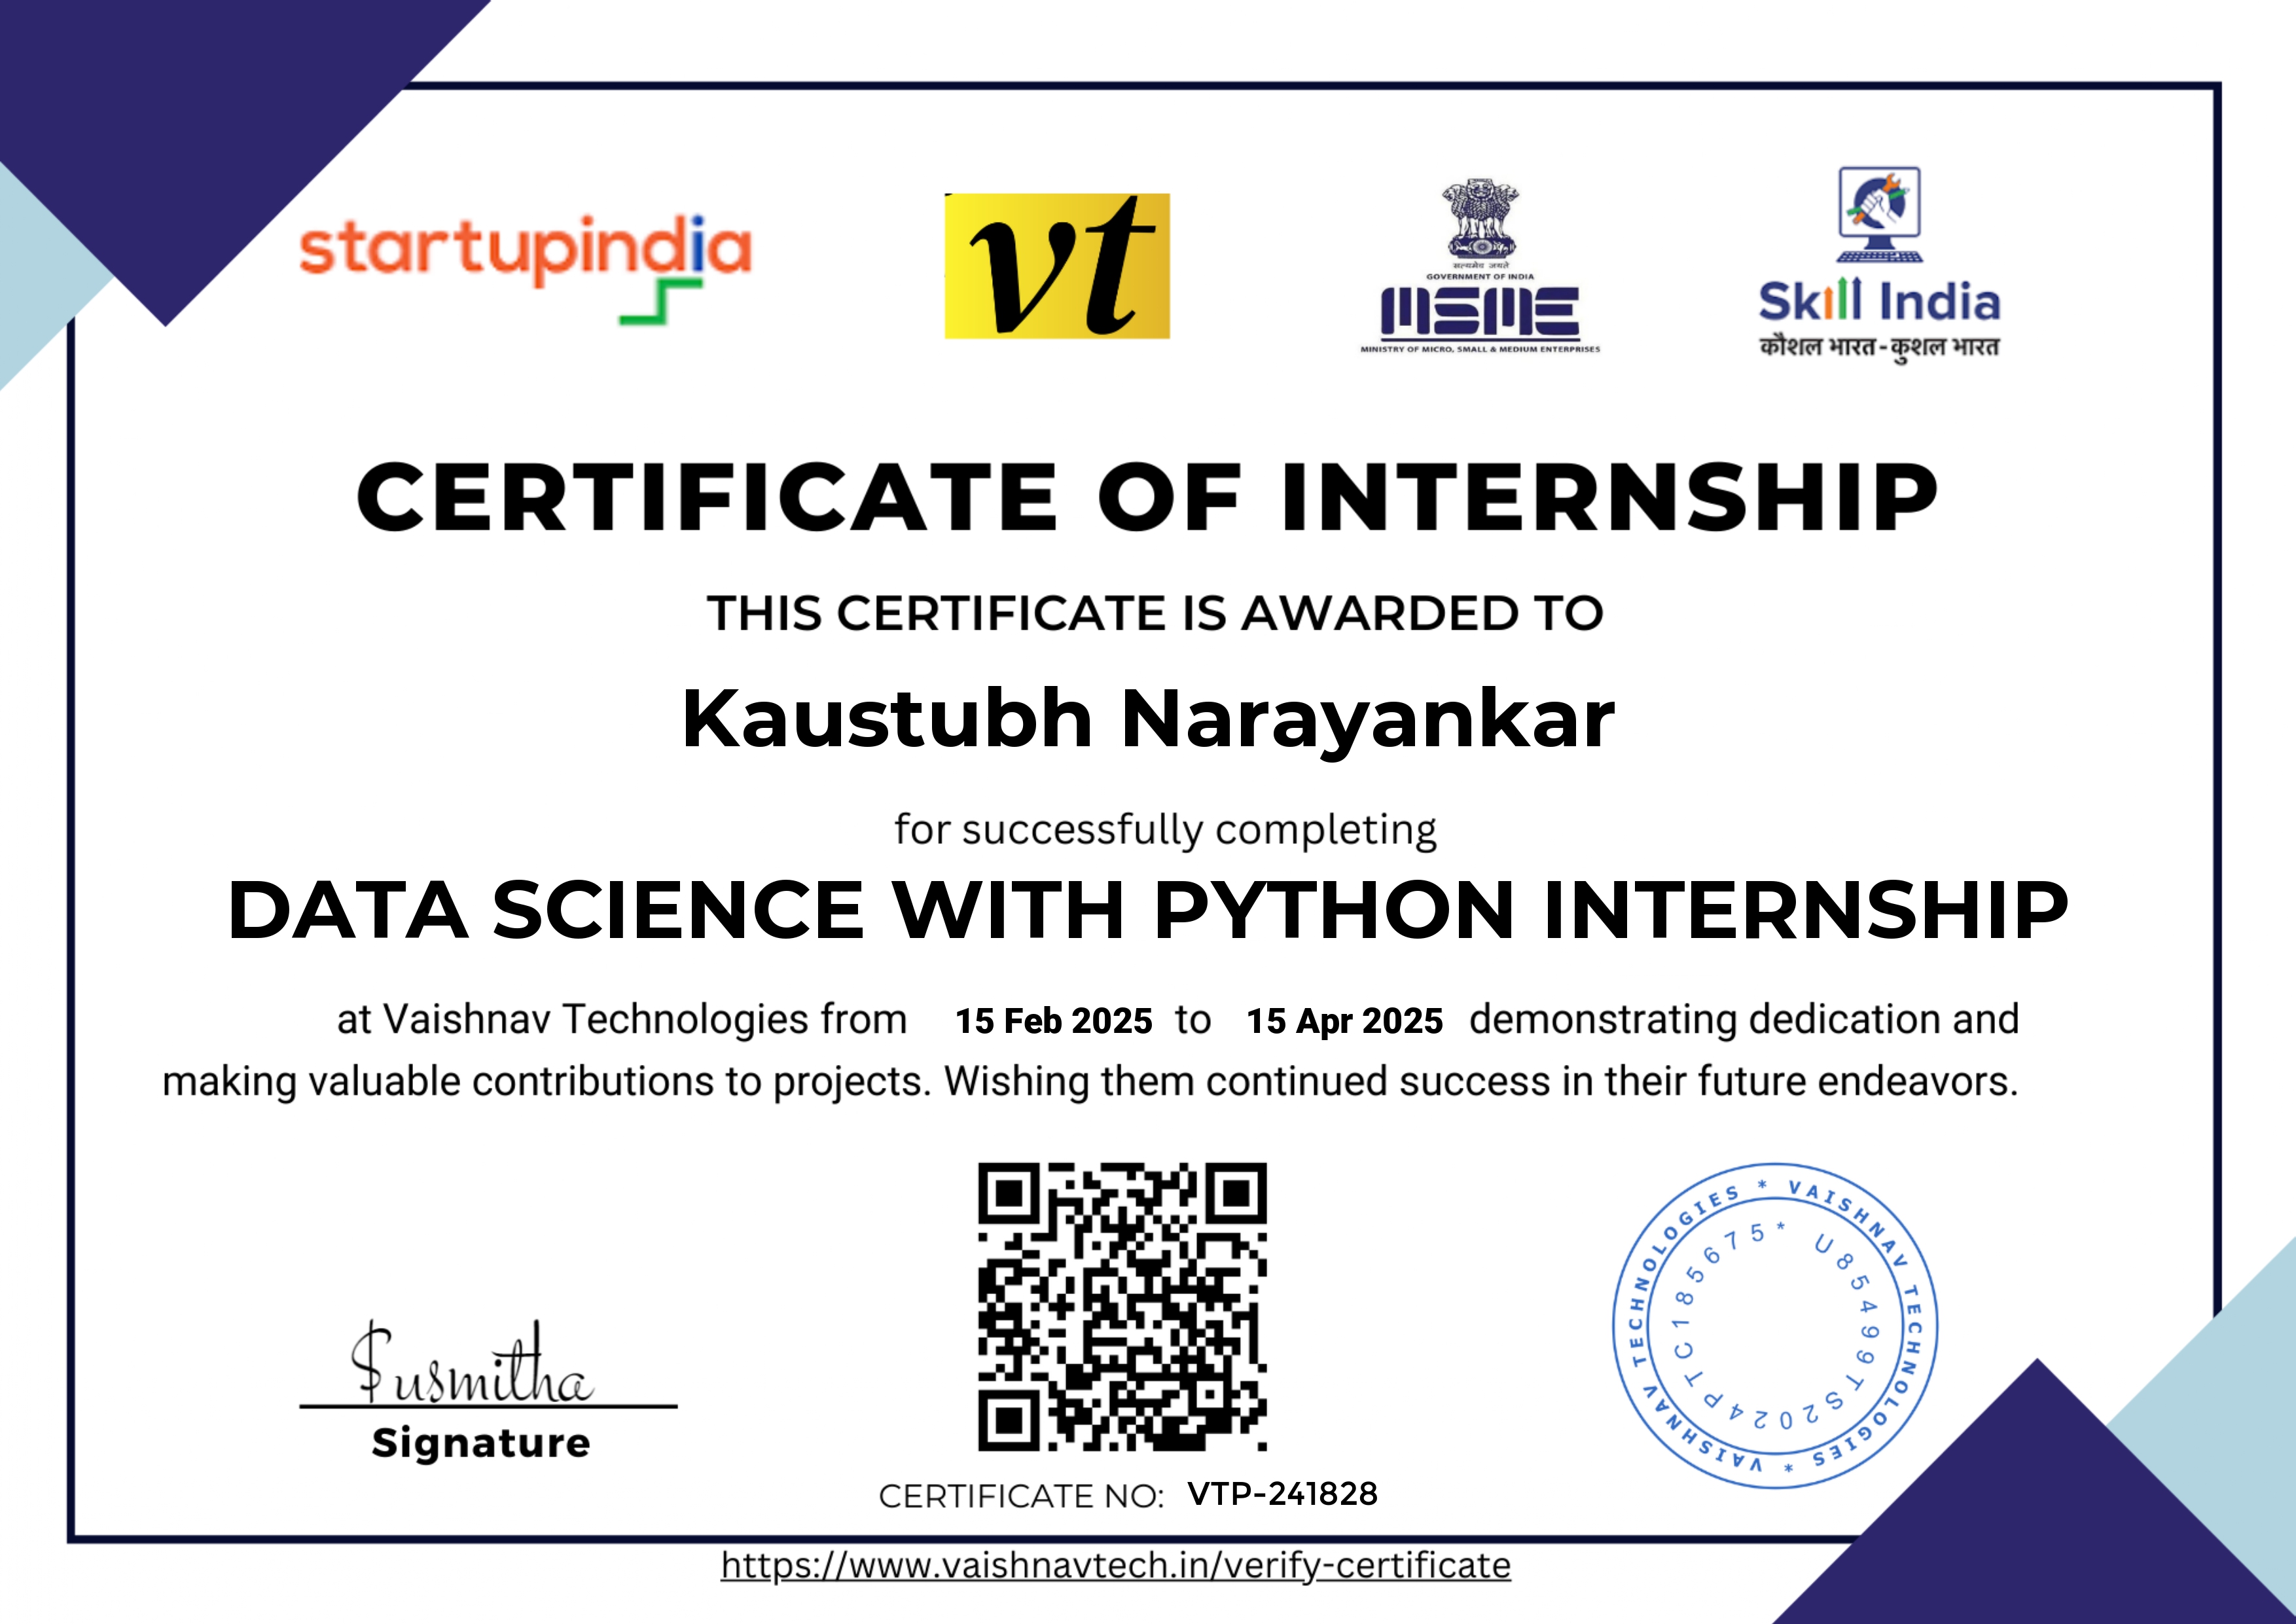 startupindia
vt
सत्यमेव जयते
GOVERNMENT OF INDIA
MSME
MINISTRY OF MICRO, SMALL & MEDIUM ENTERPRISES
Skill India
कौशल भारत-कुशल भारत
CERTIFICATE OF INTERNSHIP
THIS CERTIFICATE IS AWARDED TO
Kaustubh Narayankar
for successfully completing
DATA SCIENCE WITH PYTHON INTERNSHIP
at Vaishnav Technologies from 15 Feb 2025 to 15 Apr 2025 demonstrating dedication and
making valuable contributions to projects. Wishing them continued success in their future endeavors.
Susmitha
Signature
CERTIFICATE NO: VTP-241828
VAISHNAV TECHNOLOGIES * VAISHNAV TECHNOLOGIES *
U85499TS2024PTC185675*
https://www.vaishnavtech.in/verify-certificate